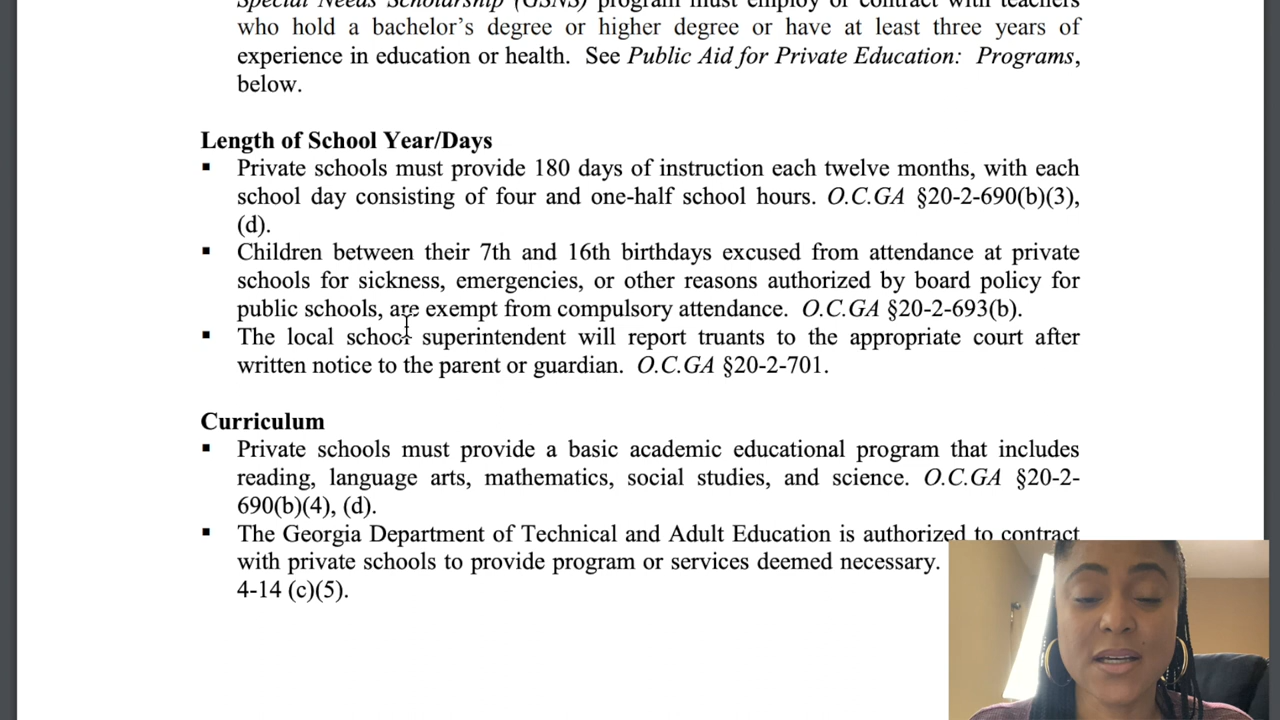 Special Needs Scholarship (GSNS) program must employ or contract with teachers
who hold a bachelor’s degree or higher degree or have at least three years of
experience in education or health. See Public Aid for Private Education: Programs,
below.
Length of School Year/Days
▪ Private schools must provide 180 days of instruction each twelve months, with each
school day consisting of four and one-half school hours. O.C.GA §20-2-690(b)(3),
(d).
▪ Children between their 7th and 16th birthdays excused from attendance at private
schools for sickness, emergencies, or other reasons authorized by board policy for
public schools, are exempt from compulsory attendance. O.C.GA §20-2-693(b).
▪ The local school superintendent will report truants to the appropriate court after
written notice to the parent or guardian. O.C.GA §20-2-701.
Curriculum
▪ Private schools must provide a basic academic educational program that includes
reading, language arts, mathematics, social studies, and science. O.C.GA §20-2-
690(b)(4), (d).
▪ The Georgia Department of Technical and Adult Education is authorized to contract
with private schools to provide program or services deemed necessary.
4-14 (c)(5).